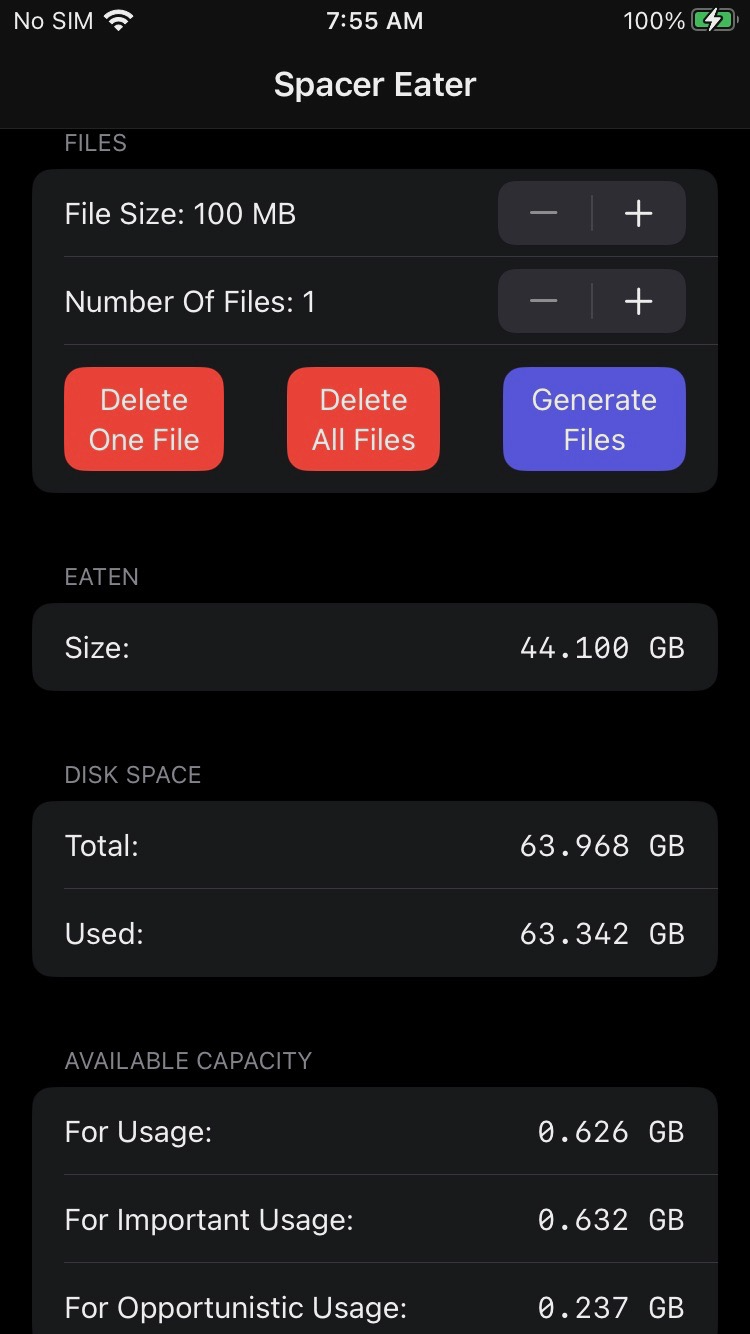 No SIM 7:55 AM 100%
Spacer Eater
FILES
File Size: 100 MB
Number Of Files: 1
Delete
One File
Delete
All Files
Generate
Files
EATEN
Size: 44.100 GB
DISK SPACE
Total: 63.968 GB
Used: 63.342 GB
AVAILABLE CAPACITY
For Usage: 0.626 GB
For Important Usage: 0.632 GB
For Opportunistic Usage: 0.237 GB